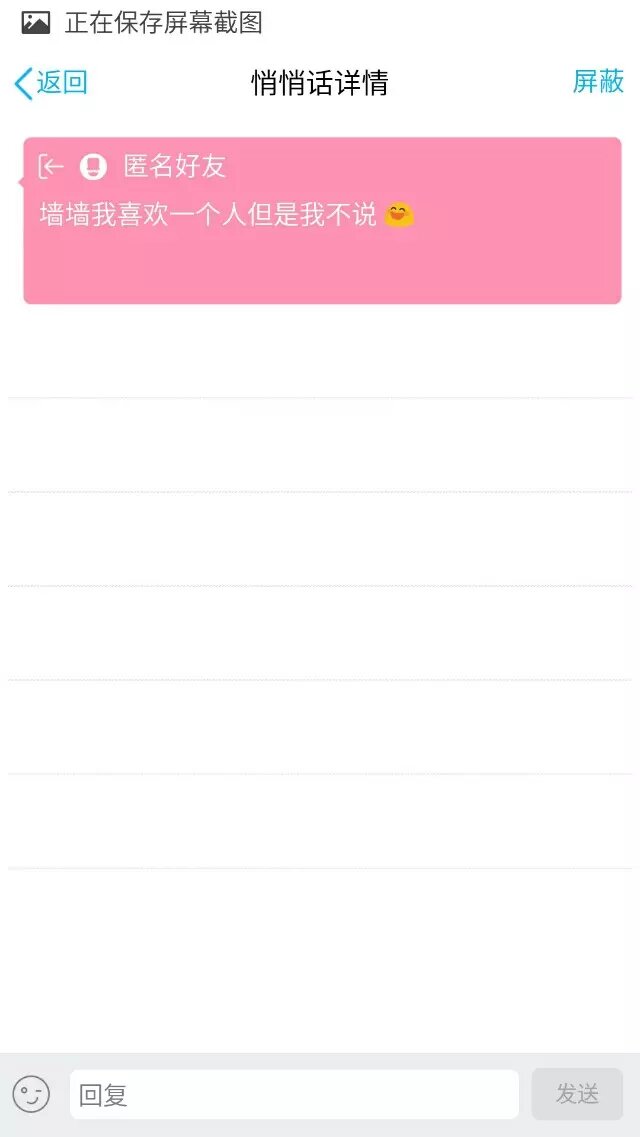 正在保存屏幕截图
返回 悄悄话详情 屏蔽
匿名好友
墙墙我喜欢一个人但是我不说😄
回复 发送